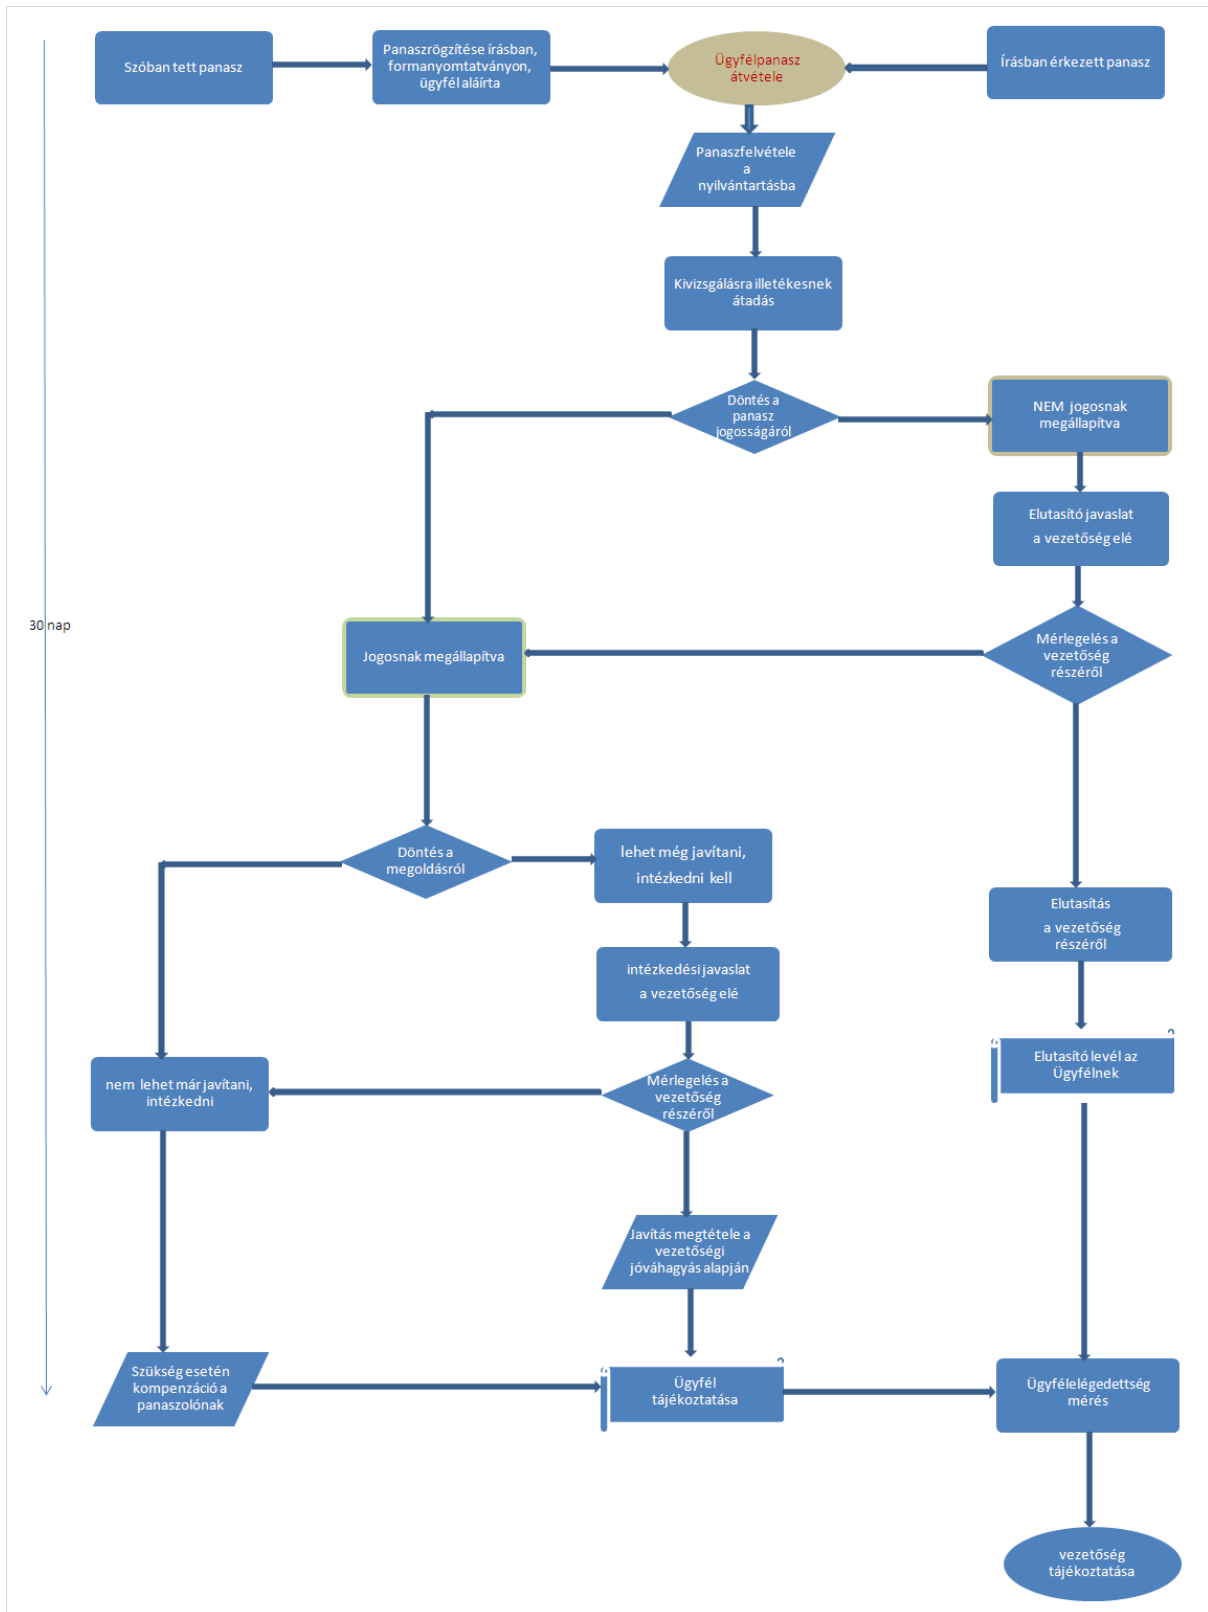 Szóban tett panasz
Panaszrögzítése írásban,
formanyomtatványon,
ügyfél aláírta
Ügyfélpanasz
átvétele
Írásban érkezett panasz
Panaszfelvétele
a
nyilvántartásba
Kivizsgálásra illetékesnek
átadás
Döntés a
panasz
jogosságáról
NEM jogosnak
megállapítva
Elutasító javaslat
a vezetőség elé
30 nap
Jogosnak megállapítva
Mérlegelés a
vezetőség
részéről
Döntés a
megoldásról
lehet még javítani,
intézkedni kell
Elutasítás
a vezetőség
részéről
intézkedési javaslat
a vezetőség elé
Elutasító levél az
Ügyfélnek
nem lehet már javítani,
intézkedni
Mérlegelés a
vezetőség
részéről
Javítás megtétele a
vezetőségi
jóváhagyás alapján
Szükség esetén
kompenzáció a
panaszolónak
Ügyfél
tájékoztatása
Ügyfélelégedettség
mérés
vezetőség
tájékoztatása